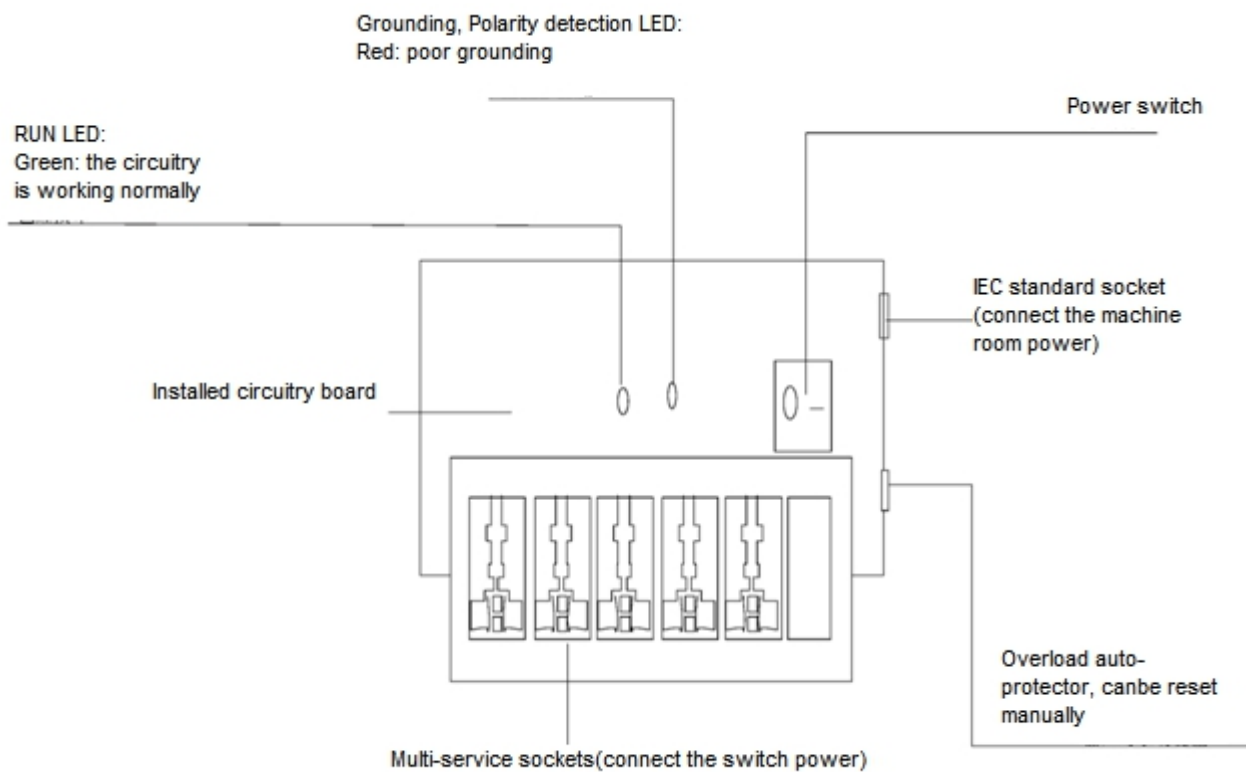 Grounding, Polarity detection LED:
Red: poor grounding
Power switch
RUN LED:
Green: the circuitry
is working normally
IEC standard socket
(connect the machine
room power)
Installed circuitry board
Overload auto-
protector, canbe reset
manually
Multi-service sockets(connect the switch power)